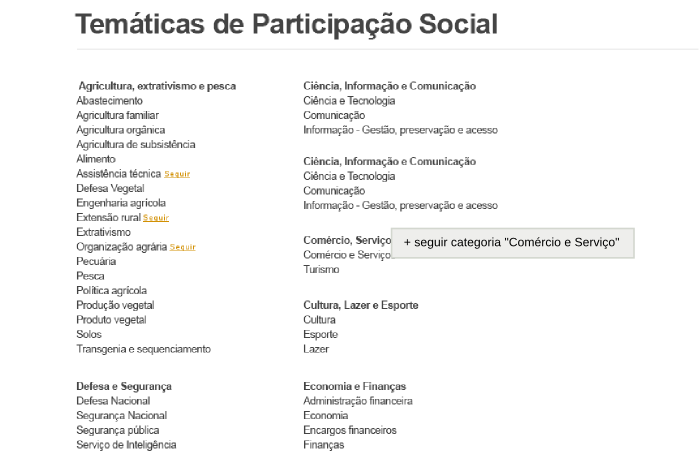 Temáticas de Participação Social
Agricultura, extrativismo e pesca
Abastecimento
Agricultura familiar
Agricultura orgânica
Agricultura de subsistência
Alimento
Assistência técnica Seguir
Defesa Vegetal
Engenharia agrícola
Extensão rural Seguir
Extrativismo
Organização agrária Seguir
Pecuária
Pesca
Política agrícola
Produção vegetal
Produto vegetal
Solos
Transgenia e sequenciamento
Defesa e Segurança
Defesa Nacional
Segurança Nacional
Segurança pública
Serviço de Inteligência
Ciência, Informação e Comunicação
Ciência e Tecnologia
Comunicação
Informação - Gestão, preservação e acesso
Ciência, Informação e Comunicação
Ciência e Tecnologia
Comunicação
Informação - Gestão, preservação e acesso
Comércio, Serviço
Comércio e Serviço
Turismo
+ seguir categoria "Comércio e Serviço"
Cultura, Lazer e Esporte
Cultura
Esporte
Lazer
Economia e Finanças
Administração financeira
Economia
Encargos financeiros
Finanças